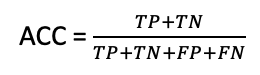 ACC = TP+TN / TP+TN+FP+FN